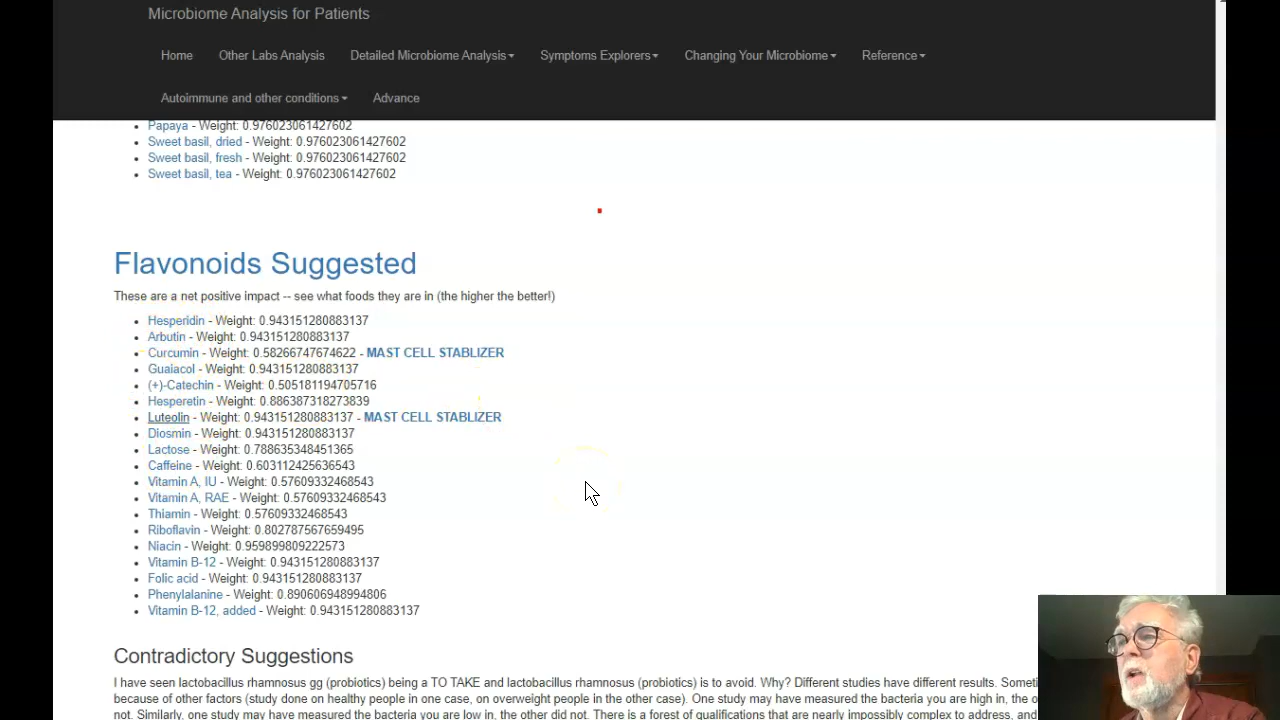 Microbiome Analysis for Patients
Home Other Labs Analysis Detailed Microbiome Analysis Symptoms Explorers Changing Your Microbiome Reference
Autoimmune and other conditions Advance
Papaya - Weight: 0.976023061427602
Sweet basil, dried - Weight: 0.976023061427602
Sweet basil, fresh - Weight: 0.976023061427602
Sweet basil, tea - Weight: 0.976023061427602
Flavonoids Suggested
These are a net positive impact -- see what foods they are in (the higher the better!)
Hesperidin - Weight: 0.943151280883137
Arbutin - Weight: 0.943151280883137
Curcumin - Weight: 0.58266747674622 - MAST CELL STABLIZER
Guaiacol - Weight: 0.943151280883137
(+)-Catechin - Weight: 0.505181194705716
Hesperetin - Weight: 0.886387318273839
Luteolin - Weight: 0.943151280883137 - MAST CELL STABLIZER
Diosmin - Weight: 0.943151280883137
Lactose - Weight: 0.788635348451365
Caffeine - Weight: 0.603112425636543
Vitamin A, IU - Weight: 0.57609332468543
Vitamin A, RAE - Weight: 0.57609332468543
Thiamin - Weight: 0.57609332468543
Riboflavin - Weight: 0.802787567659495
Niacin - Weight: 0.959899809222573
Vitamin B-12 - Weight: 0.943151280883137
Folic acid - Weight: 0.943151280883137
Phenylalanine - Weight: 0.890606948994806
Vitamin B-12, added - Weight: 0.943151280883137
Contradictory Suggestions
I have seen lactobacillus rhamnosus gg (probiotics) being a TO TAKE and lactobacillus rhamnosus (probiotics) is to avoid. Why? Different studies have different results. Someti
because of other factors (study done on healthy people in one case, on overweight people in the other case). One study may have measured the bacteria you are high in, the o
not. Similarly, one study may have measured the bacteria you are low in, the other did not. There is a forest of qualifications that are nearly impossibly complex to address, and